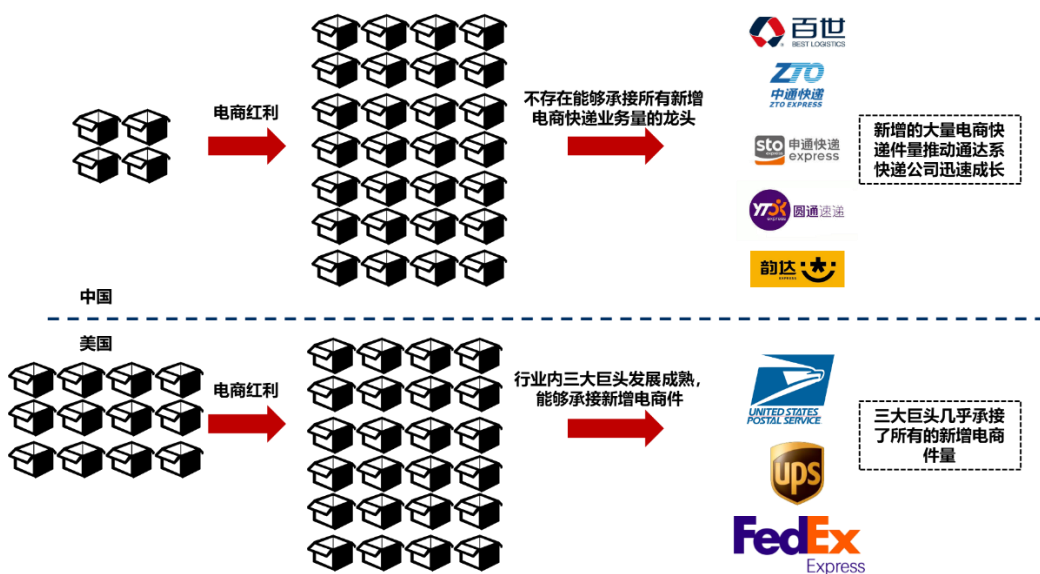 百世
BEST LOGISTICS
ZTO
中通快递
ZTO EXPRESS
电商红利
不存在能够承接所有新增
电商快递业务量的龙头
sto
express
申通快递
express
新增的大量电商快
递件量推动通达系
快递公司迅速成长
YTO
express
圆通速递
韵达
EXPRESS
中国
美国
电商红利
行业内三大巨头发展成熟，
能够承接新增电商件
UNITED STATES
POSTAL SERVICE
三大巨头几乎承接
了所有的新增电商
件量
ups
FedEx
Express